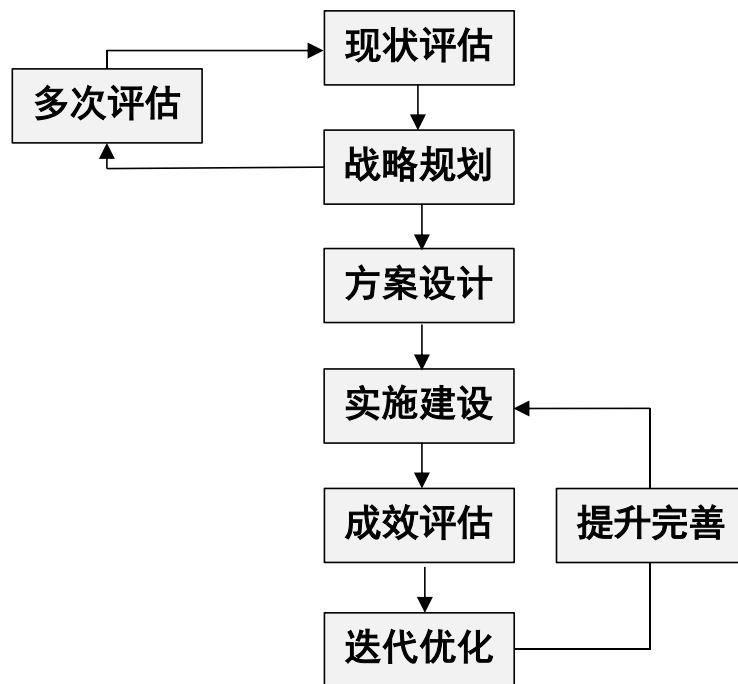 现状评估
多次评估
战略规划
方案设计
实施建设
成效评估
提升完善
迭代优化